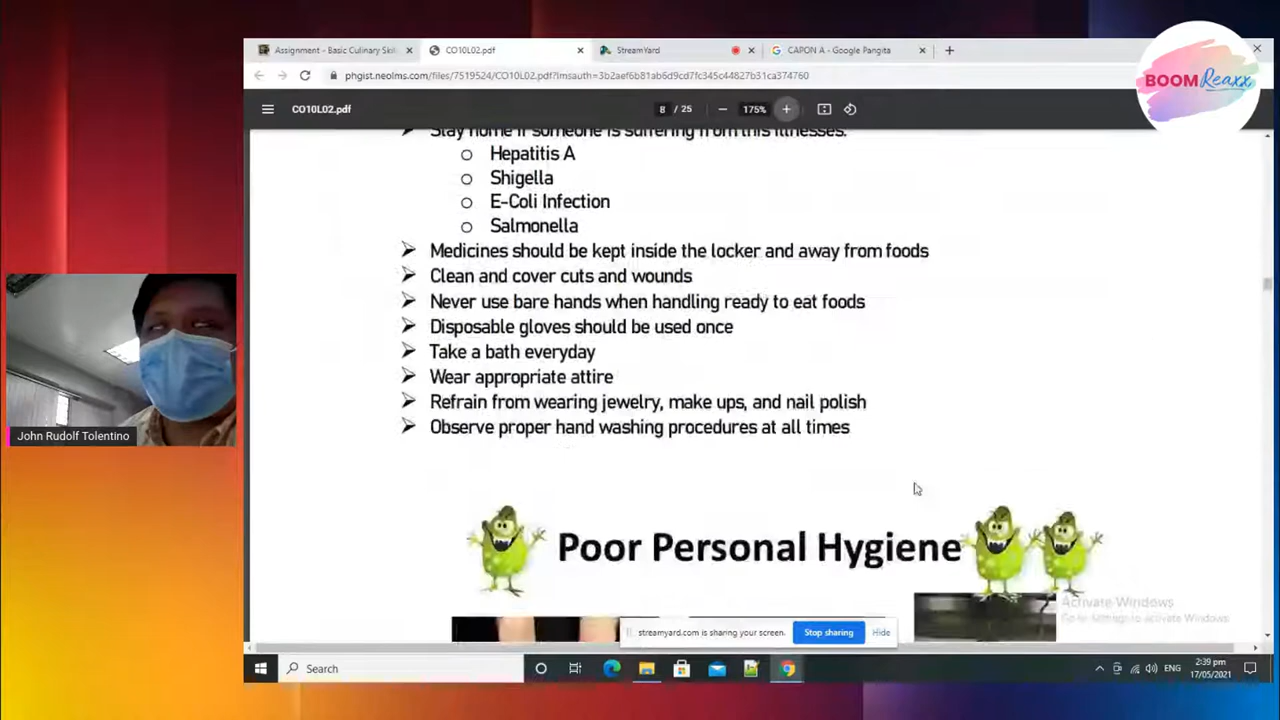 Assignment - Basic Culinary Skil
CO10L02.pdf
StreamYard
CAPON A - Google Pangita
BOOMReaxx
phgist.neolms.com/files/7519524/CO10L02.pdf?lmsauth=3b2aef6b81ab6d9cd7fc345c44827b31ca374760
CO10L02.pdf
8 / 25
175%
Stay home if someone is suffering from this illnesses:
Hepatitis A
Shigella
E-Coli Infection
Salmonella
Medicines should be kept inside the locker and away from foods
Clean and cover cuts and wounds
Never use bare hands when handling ready to eat foods
Disposable gloves should be used once
Take a bath everyday
Wear appropriate attire
Refrain from wearing jewelry, make ups, and nail polish
Observe proper hand washing procedures at all times
John Rudolf Tolentino
Poor Personal Hygiene
Activate Windows
Go to Settings to activate Windows.
streamyard.com is sharing your screen.
Stop sharing
Hide
Search
ENG
2:39 pm
17/05/2021